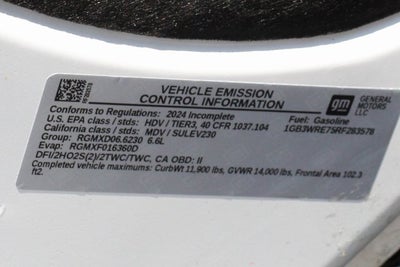 VEHICLE EMISSION
CONTROL INFORMATION
gm
GENERAL
MOTORS LLC
Conforms to Regulations: 2024 Incomplete
Fuel: Gasoline
U.S. EPA class / stds: HDV / TIER3, 40 CFR 1037.104
1GB3WRE75RF283578
California class / stds: MDV / SULEV230
Group: RGMXD06.6230 6.6L
Evap: RGMXF016360D
DFI/2HO2S(2)/2TWC/TWC, CA OBD: II
Completed vehicle maximums: CurbWt 11,900 lbs, GVWR 14,000 lbs, Frontal Area 102.3
ft2.